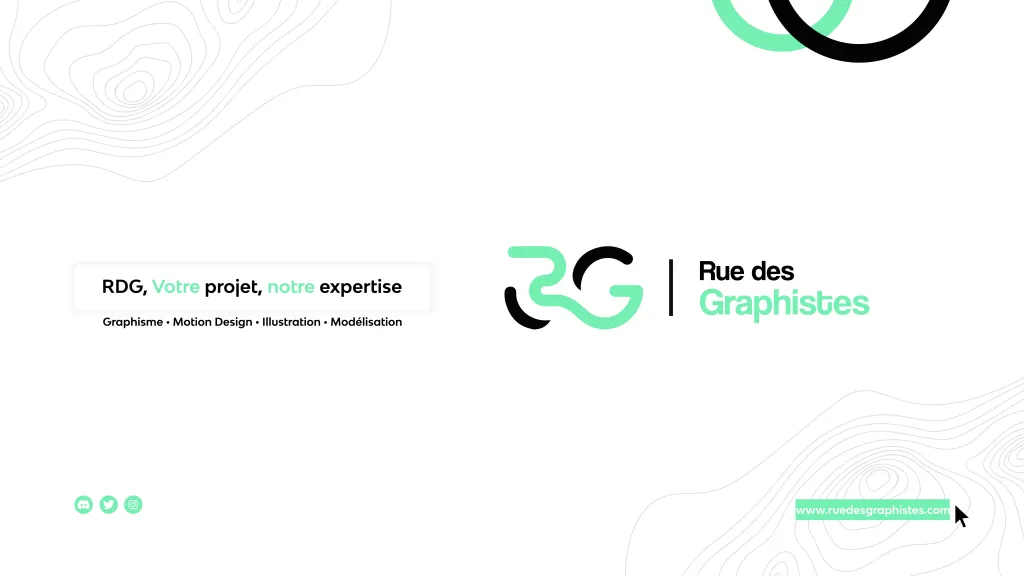 RDG, Votre projet, notre expertise
Graphisme • Motion Design • Illustration • Modélisation
RG
Rue des
Graphistes
www.ruedesgraphistes.com